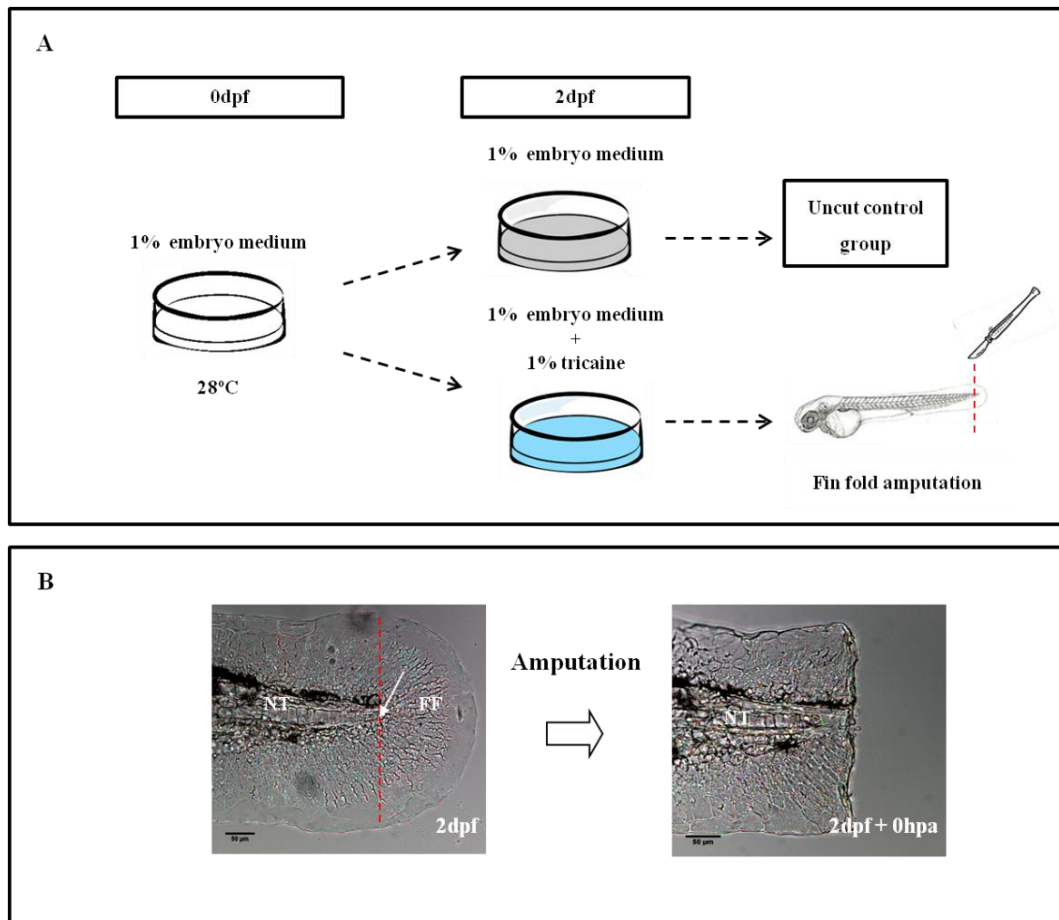 A
0dpf
2dpf
1% embryo medium
1% embryo medium
28ºC
Uncut control
group
1% embryo medium
+
1% tricaine
Fin fold amputation
B
NT
FF
2dpf
50 µm
Amputation
NT
2dpf + 0hpa
50 µm